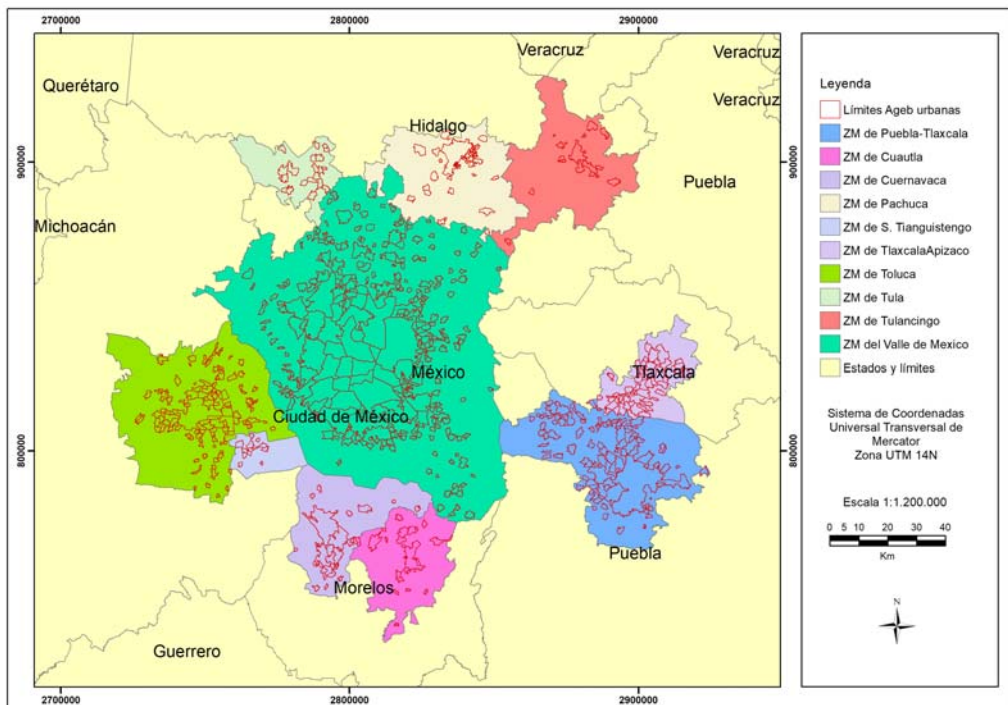 2700000
2800000
2900000
Veracruz
Veracruz
Querétaro
Veracruz
Hidalgo
900000
900000
Puebla
Michoacán
México
Tlaxcala
Ciudad de México
800000
800000
Puebla
Morelos
Guerrero
2700000
2800000
2900000
Leyenda
Límites Ageb urbanas
ZM de Puebla-Tlaxcala
ZM de Cuautla
ZM de Cuernavaca
ZM de Pachuca
ZM de S. Tianguistengo
ZM de TlaxcalaApizaco
ZM de Toluca
ZM de Tula
ZM de Tulancingo
ZM del Valle de Mexico
Estados y límites
Sistema de Coordenadas
Universal Transversal de
Mercator
Zona UTM 14N
Escala 1:1.200.000
0 5 10 20 30 40
Km
N